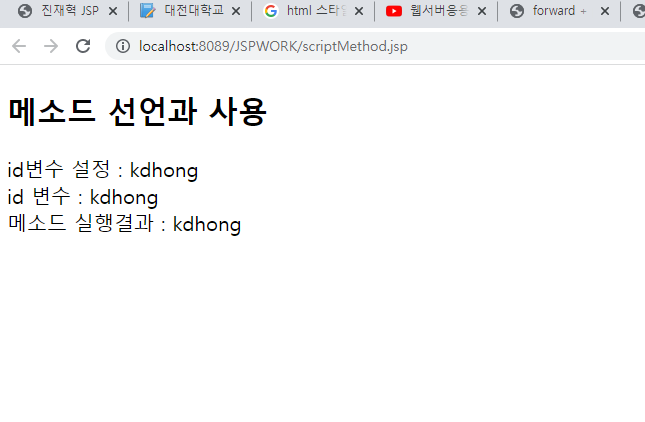 진재혁 JSP
대전대학교
html 스타일
웹서버응용
forward +
localhost:8089/JSPWORK/scriptMethod.jsp
메소드 선언과 사용
id변수 설정 : kdhong
id 변수 : kdhong
메소드 실행결과 : kdhong